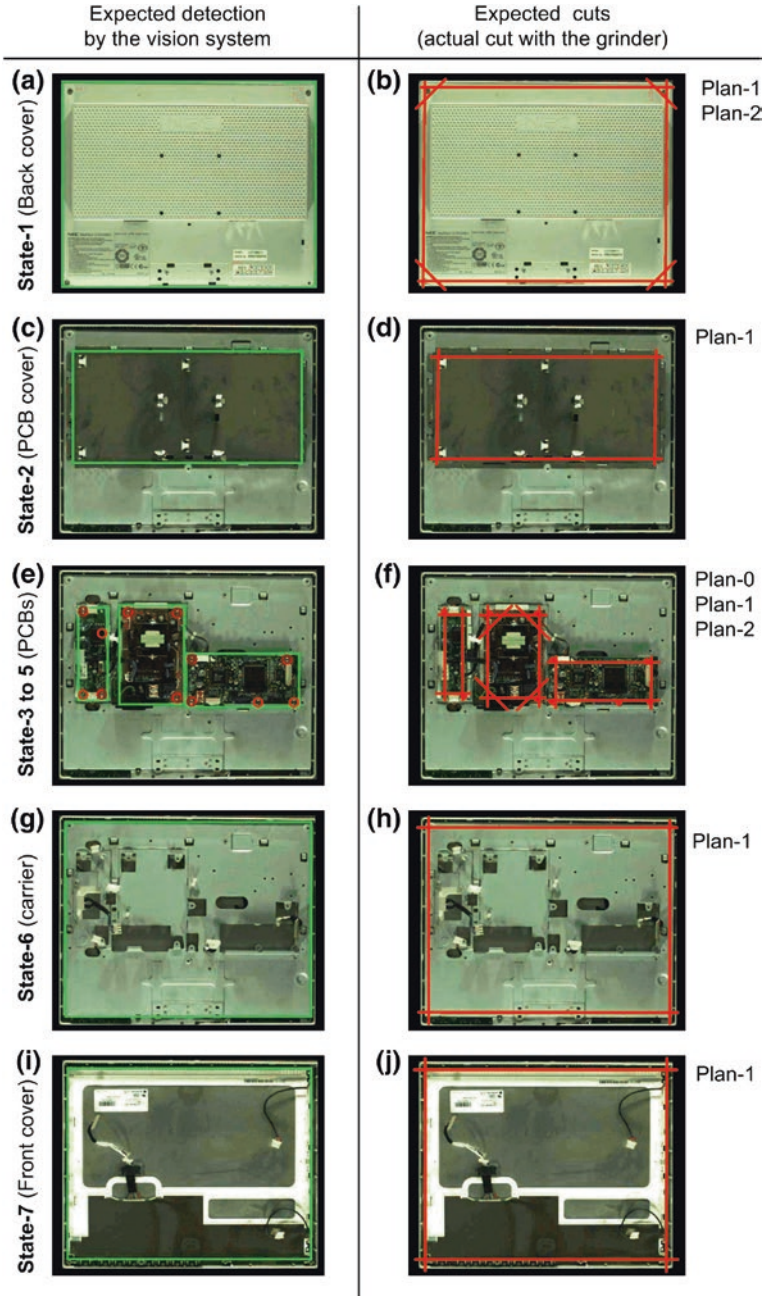 Expected detection
by the vision system
Expected cuts
(actual cut with the grinder)
State-1 (Back cover)
(a)
(b)
Plan-1
Plan-2
State-2 (PCB cover)
(c)
(d)
Plan-1
State-3 to 5 (PCBs)
(e)
(f)
Plan-0
Plan-1
Plan-2
State-6 (carrier)
(g)
(h)
Plan-1
State-7 (Front cover)
(i)
(j)
Plan-1